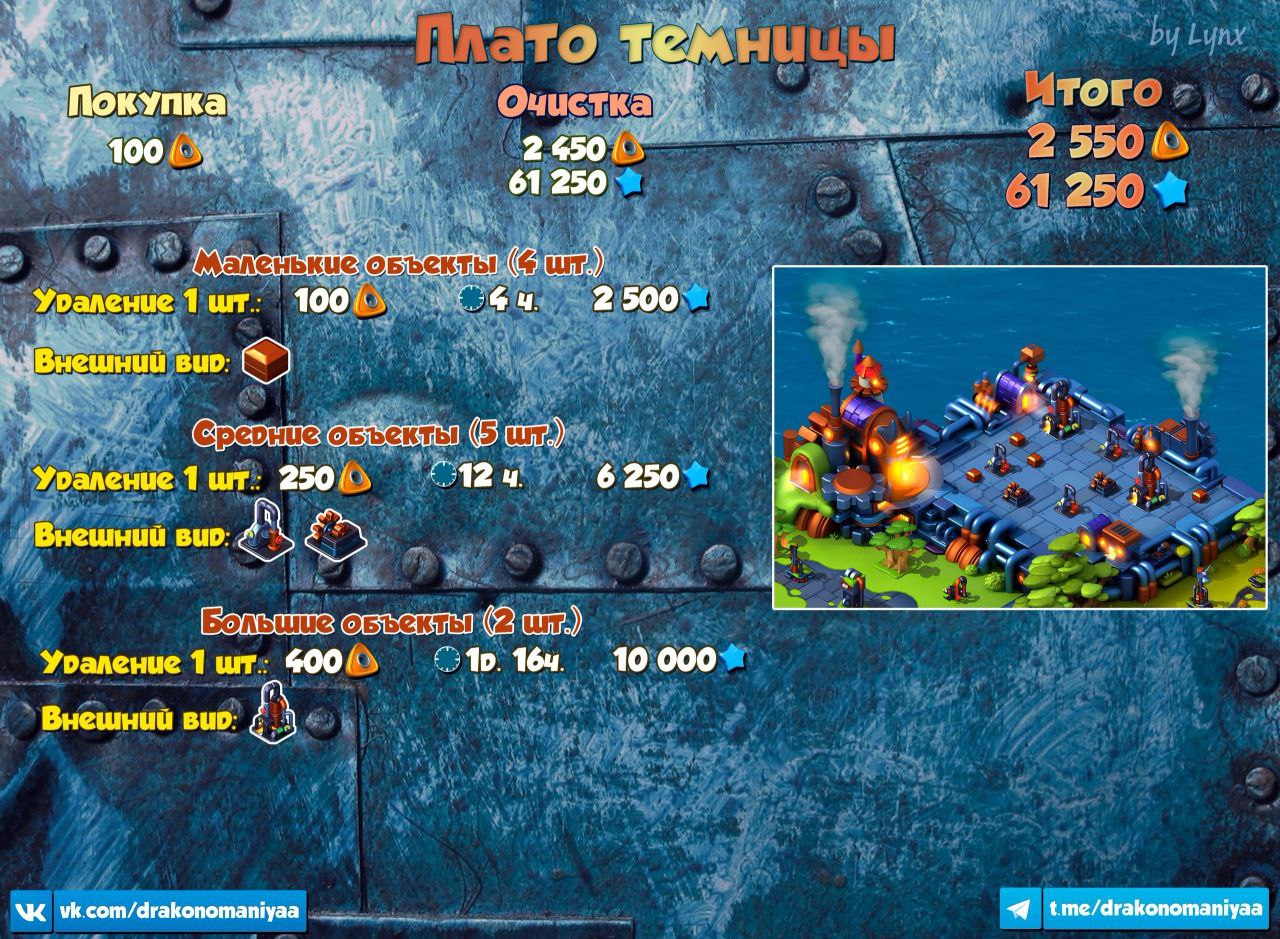 Плато темницы
by Lynx
Покупка
100
Очистка
2 450
61 250
Итого
2 550
61 250
Маленькие объекты (4 шт.)
Удаление 1 шт.: 100 4 ч. 2 500
Внешний вид:
Средние объекты (5 шт.)
Удаление 1 шт.: 250 12 ч. 6 250
Внешний вид:
Большие объекты (2 шт.)
Удаление 1 шт.: 400 1д. 16ч. 10 000
Внешний вид:
vk.com/drakonomaniyaa
t.me/drakonomaniyaa